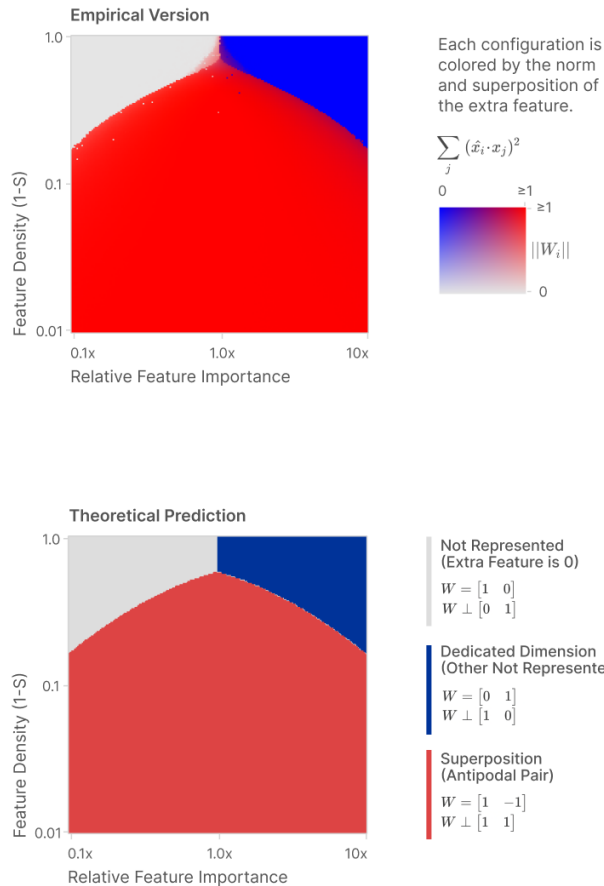 Empirical Version
1.0
0.1
0.01
Feature Density (1-S)
0.1x 1.0x 10x
Relative Feature Importance
Each configuration is
colored by the norm
and superposition of
the extra feature.
∑_j (x̂_i·x_j)²
0 ≥1
≥1
||W_i||
0
Theoretical Prediction
1.0
0.1
0.01
Feature Density (1-S)
0.1x 1.0x 10x
Relative Feature Importance
Not Represented
(Extra Feature is 0)
W = [1 0]
W ⊥ [0 1]
Dedicated Dimension
(Other Not Represente
W = [0 1]
W ⊥ [1 0]
Superposition
(Antipodal Pair)
W = [1 −1]
W ⊥ [1 1]